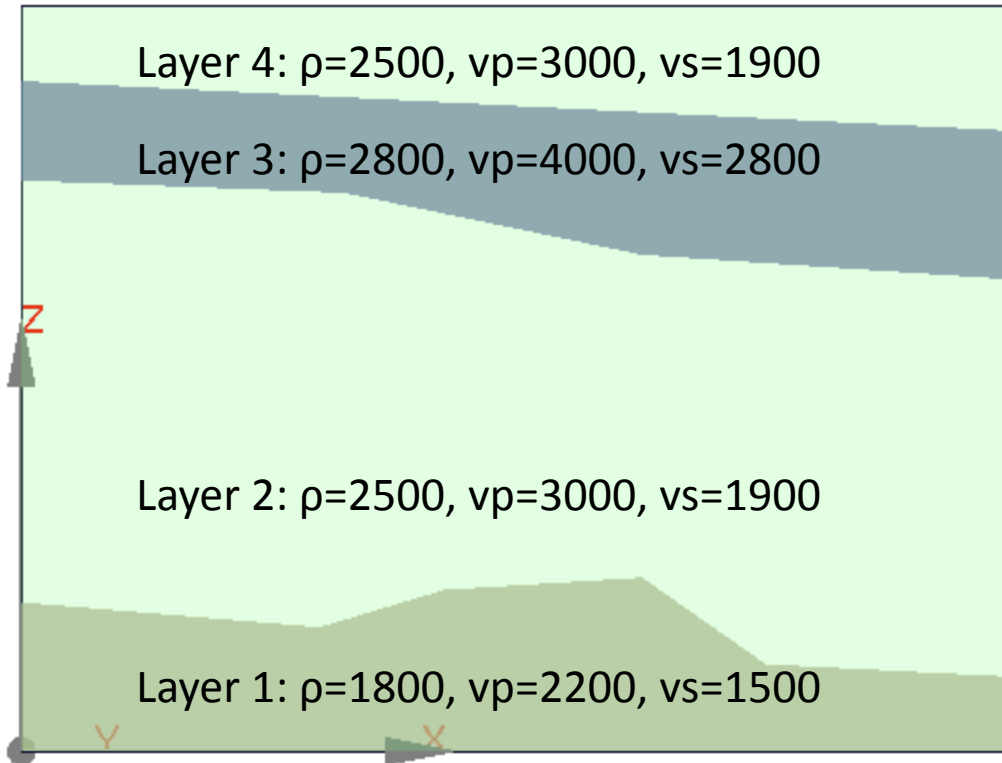 Layer 4: ρ=2500, vp=3000, vs=1900
Layer 3: ρ=2800, vp=4000, vs=2800
Z
Layer 2: ρ=2500, vp=3000, vs=1900
Layer 1: ρ=1800, vp=2200, vs=1500
Y X